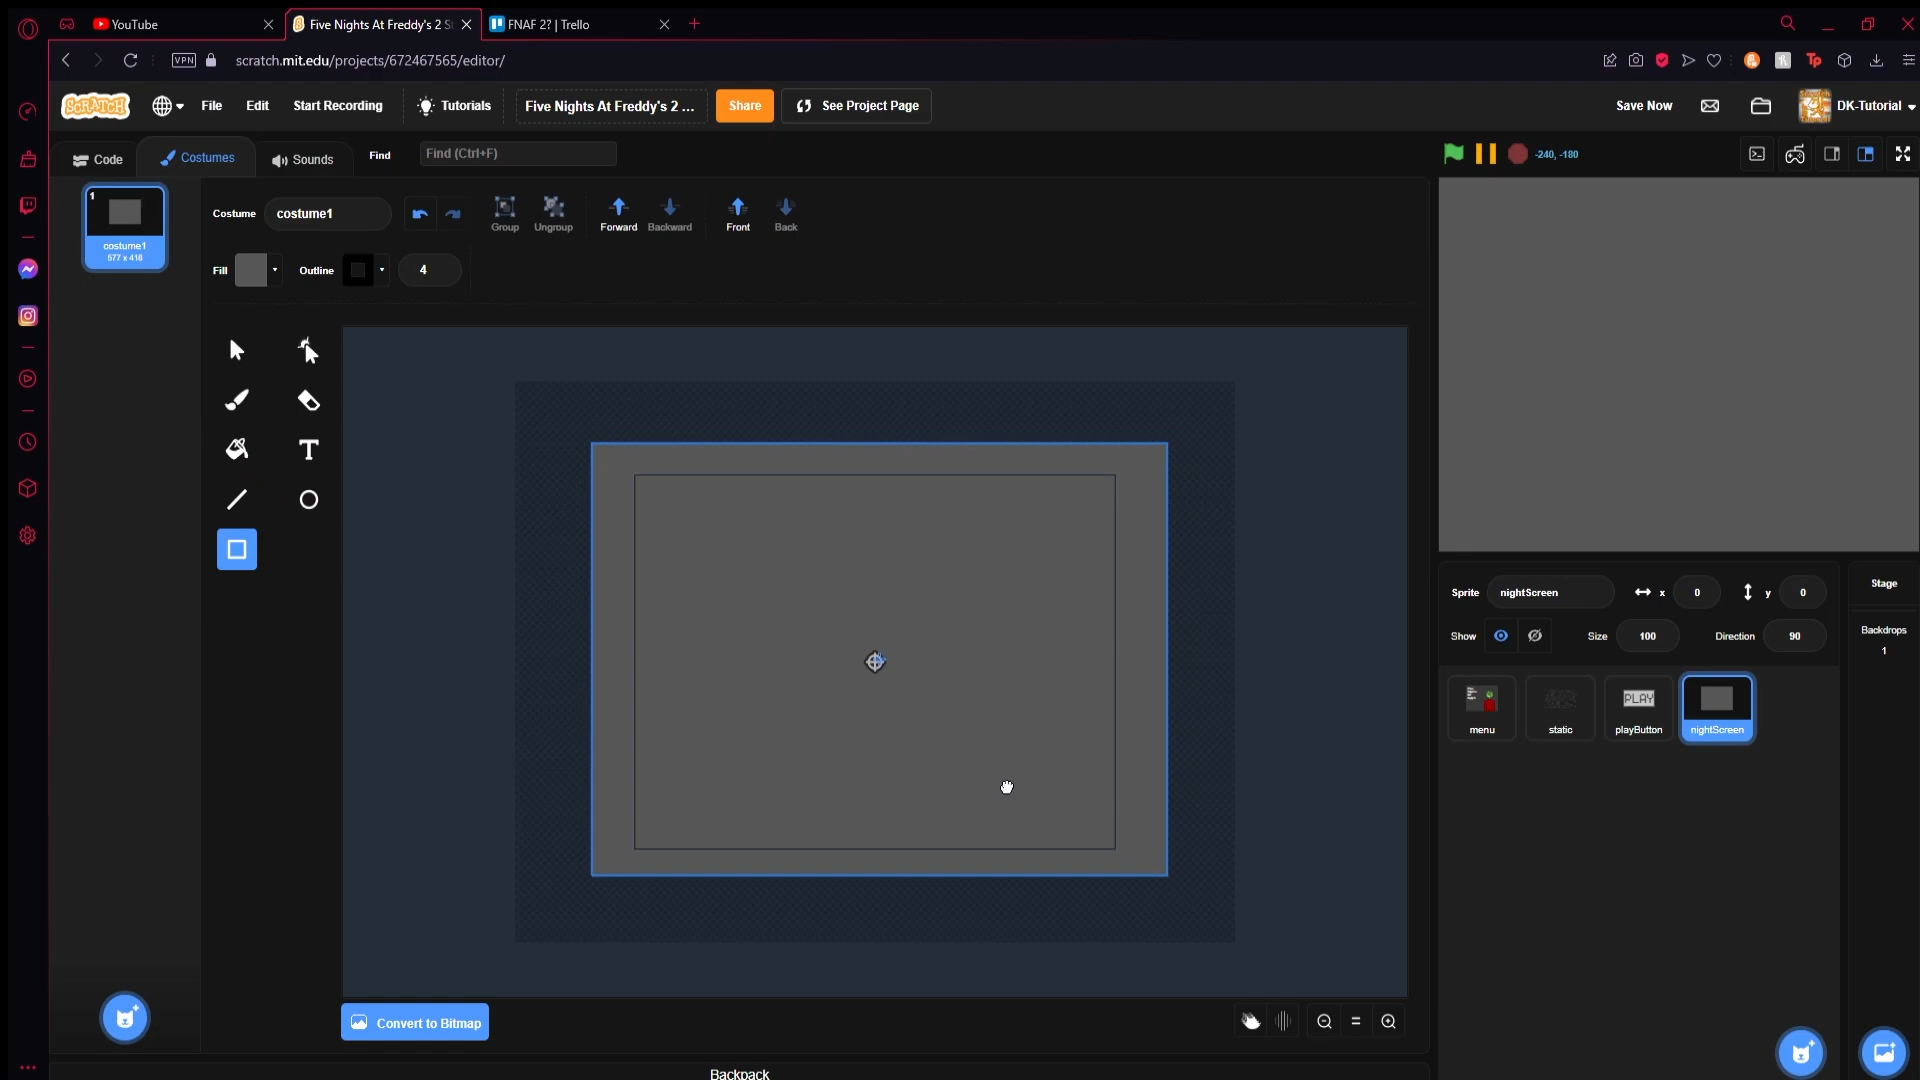 YouTube
Five Nights At Freddy's 2 S
FNAF 2? | Trello
VPN
scratch.mit.edu/projects/672467565/editor/
Tp
SCRATCH
File
Edit
Start Recording
Tutorials
Five Nights At Freddy's 2 ...
Share
See Project Page
Save Now
DK-Tutorial
Code
Costumes
Sounds
Find
Find (Ctrl+F)
-240, -180
1
costume1
577 x 418
Costume
costume1
Group
Ungroup
Forward
Backward
Front
Back
Fill
Outline
4
T
Convert to Bitmap
Backpack
Sprite
nightScreen
x
0
y
0
Show
Size
100
Direction
90
menu
static
PLAY
playButton
nightScreen
Stage
Backdrops
1